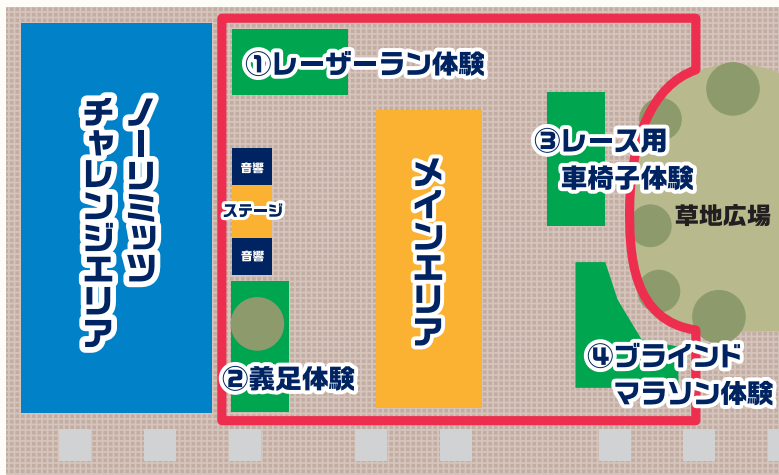 ノーリミッツ
チャレンジエリア
①レーザーラン体験
音響
ステージ
音響
②義足体験
メインエリア
③レース用
車椅子体験
草地広場
④ブラインド
マラソン体験